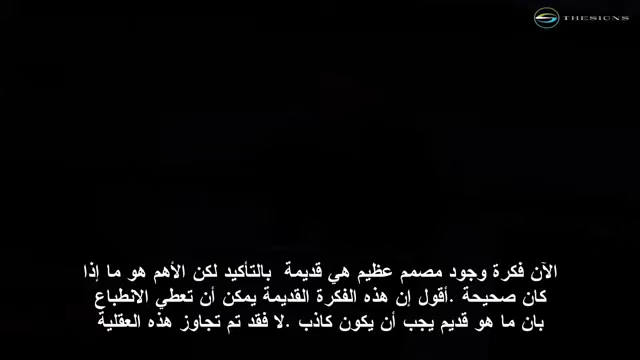 THESIGNS
الآن فكرة وجود مصمم عظيم هي قديمة بالتأكيد لكن الأهم هو ما إذا
كان صحيحة .أقول إن هذه الفكرة القديمة يمكن أن تعطي الانطباع
بان ما هو قديم يجب أن يكون كاذب .لا فقد تم تجاوز هذه العقلية